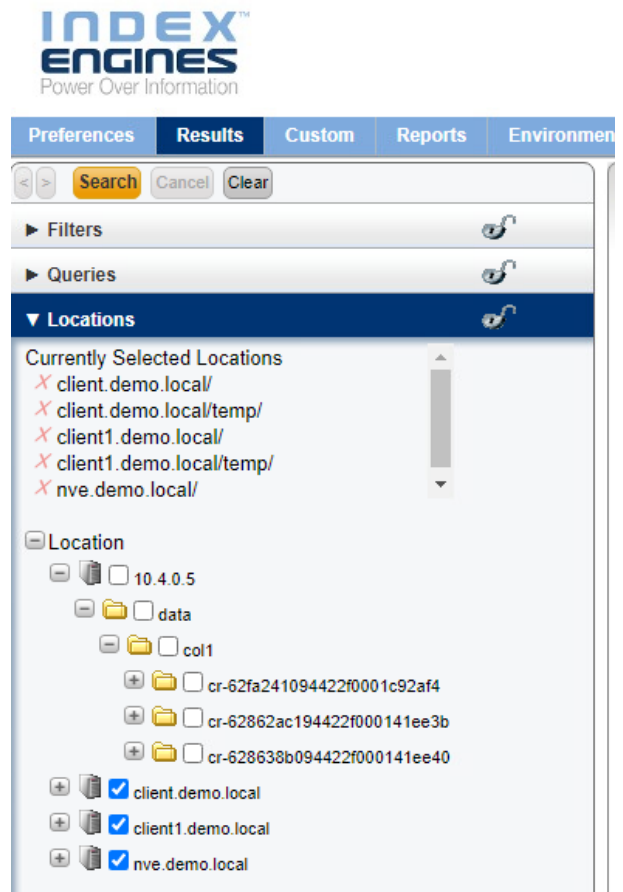 INDEX™
ENGINES
Power Over Information
Preferences Results Custom Reports Environmen
< > Search Cancel Clear
▶ Filters
▶ Queries
▼ Locations
Currently Selected Locations
X client.demo.local/
X client.demo.local/temp/
X client1.demo.local/
X client1.demo.local/temp/
X nve.demo.local/
Location
10.4.0.5
data
col1
cr-62fa241094422f0001c92af4
cr-62862ac194422f000141ee3b
cr-628638b094422f000141ee40
client.demo.local
client1.demo.local
nve.demo.local